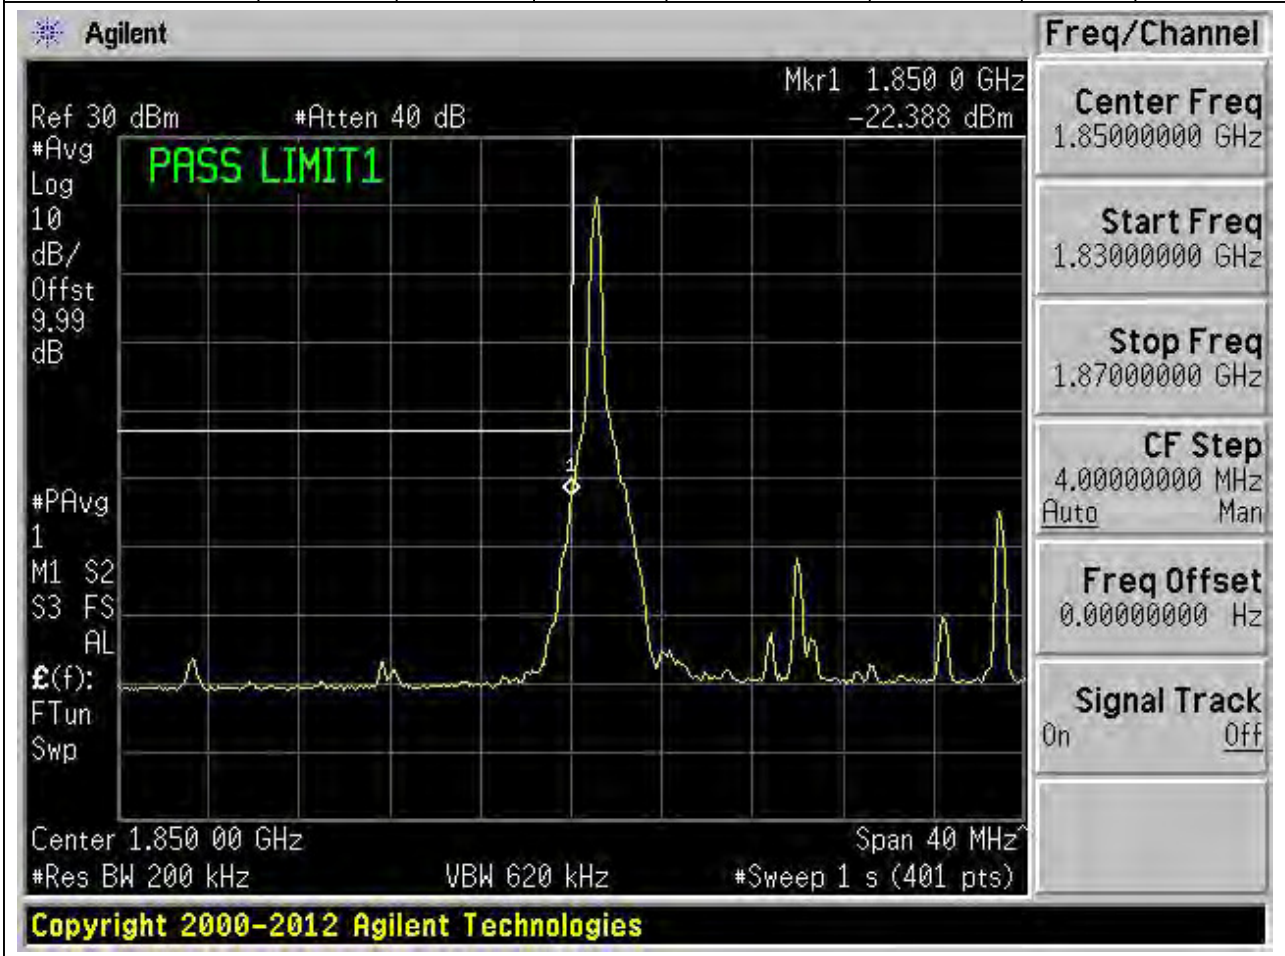 Agilent
Freq/Channel
Mkr1 1.850 0 GHz
Ref 30 dBm #Atten 40 dB -22.388 dBm
#Avg
Log
10
dB/
Offst
9.99
dB
PASS LIMIT1
1
#PAvg
1
M1 S2
S3 FS
AL
£(f):
FTun
Swp
Center 1.850 00 GHz Span 40 MHz^
#Res BW 200 kHz VBW 620 kHz #Sweep 1 s (401 pts)
Center Freq
1.85000000 GHz
Start Freq
1.83000000 GHz
Stop Freq
1.87000000 GHz
CF Step
4.00000000 MHz
Auto Man
Freq Offset
0.00000000 Hz
Signal Track
On Off
Copyright 2000-2012 Agilent Technologies